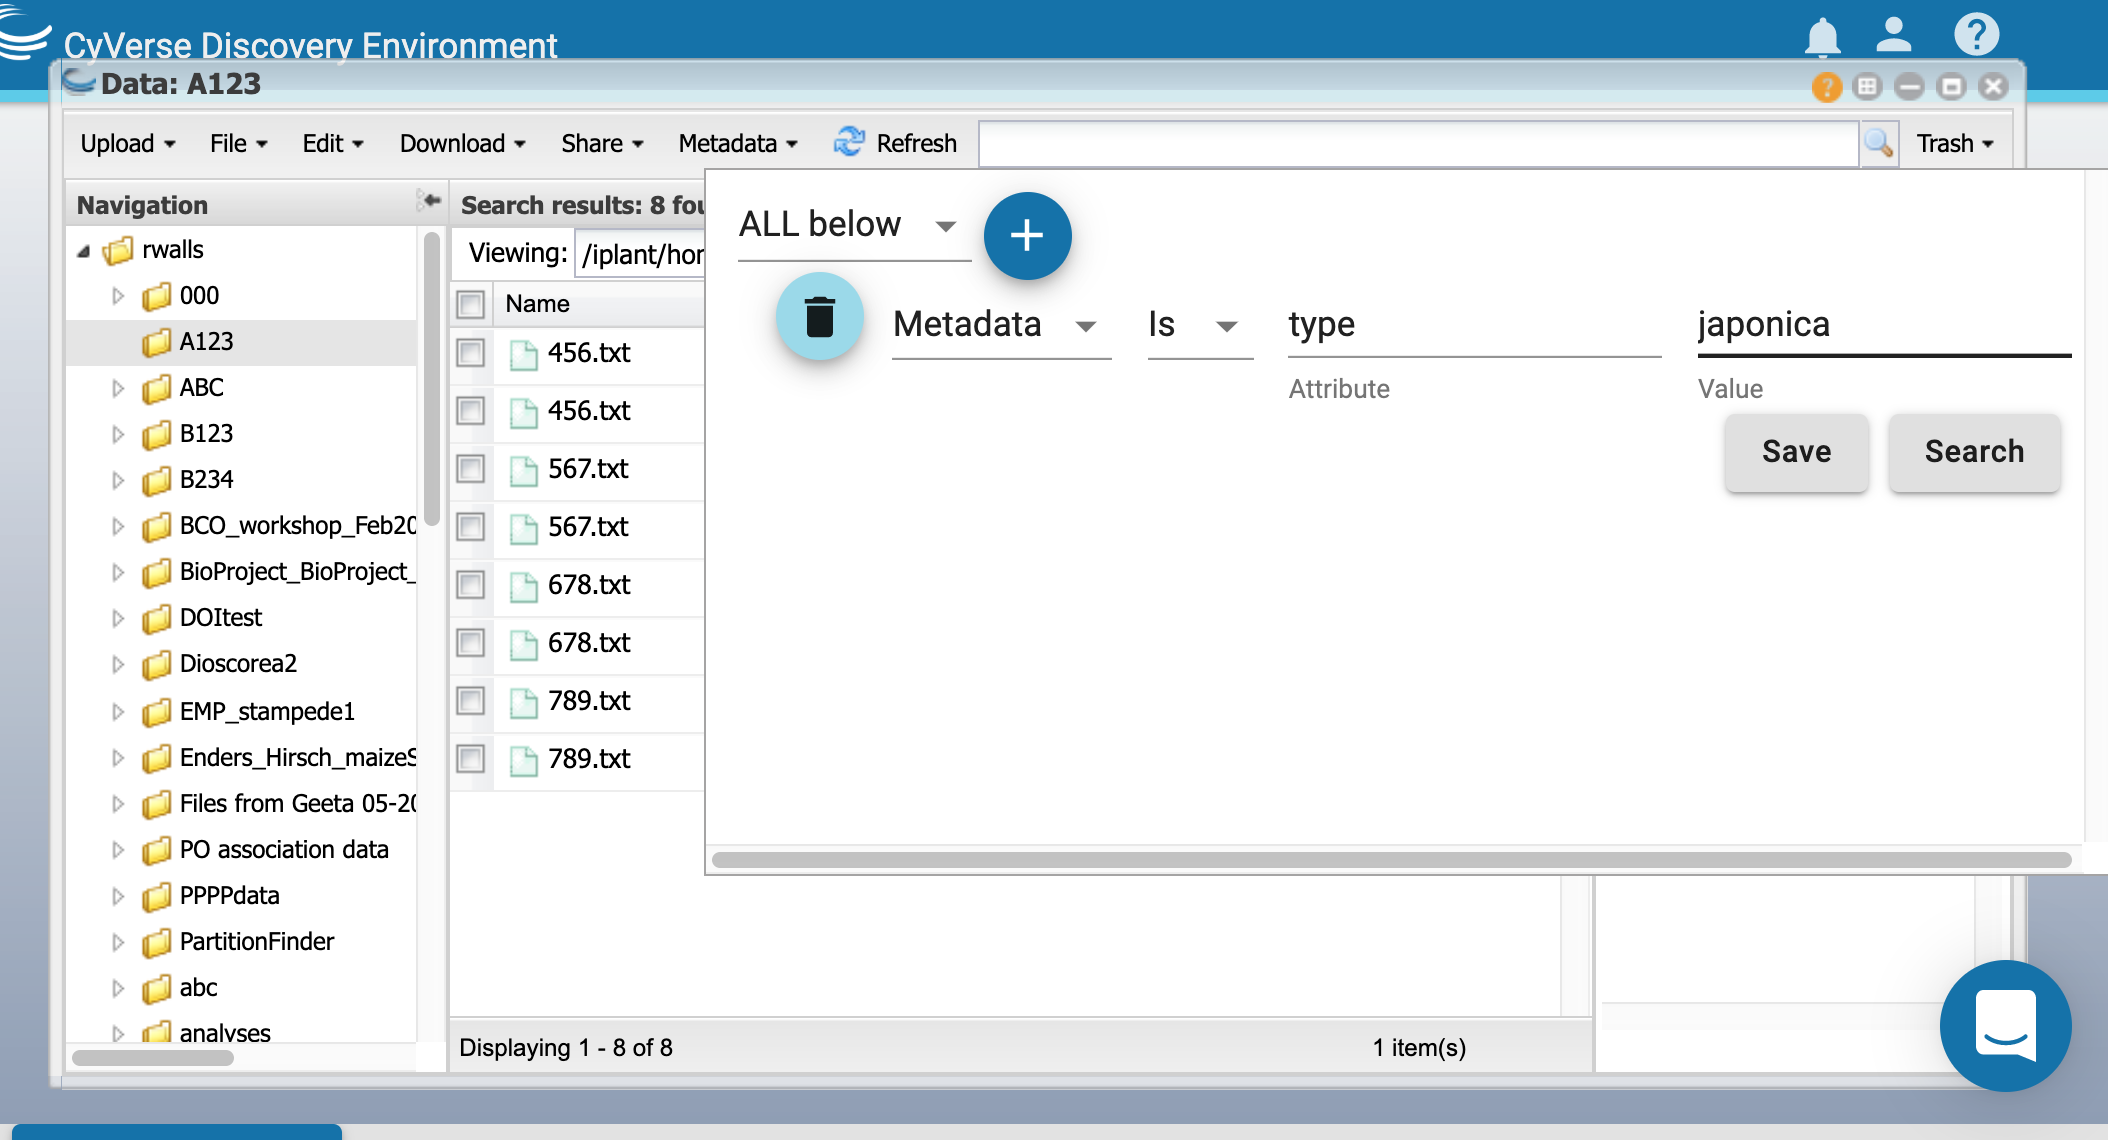 CyVerse Discovery Environment
Data: A123
Upload File Edit Download Share Metadata Refresh Trash
Navigation
rwalls
000
A123
ABC
B123
B234
BCO_workshop_Feb20
BioProject_BioProject_
DOItest
Dioscorea2
EMP_stampede1
Enders_Hirsch_maizeS
Files from Geeta 05-20
PO association data
PPPPdata
PartitionFinder
abc
analyses
Search results: 8 fou
Viewing: /iplant/hor
Name
456.txt
456.txt
567.txt
567.txt
678.txt
678.txt
789.txt
789.txt
Displaying 1 - 8 of 8 1 item(s)
ALL below +
Metadata Is type japonica
Attribute Value
Save Search